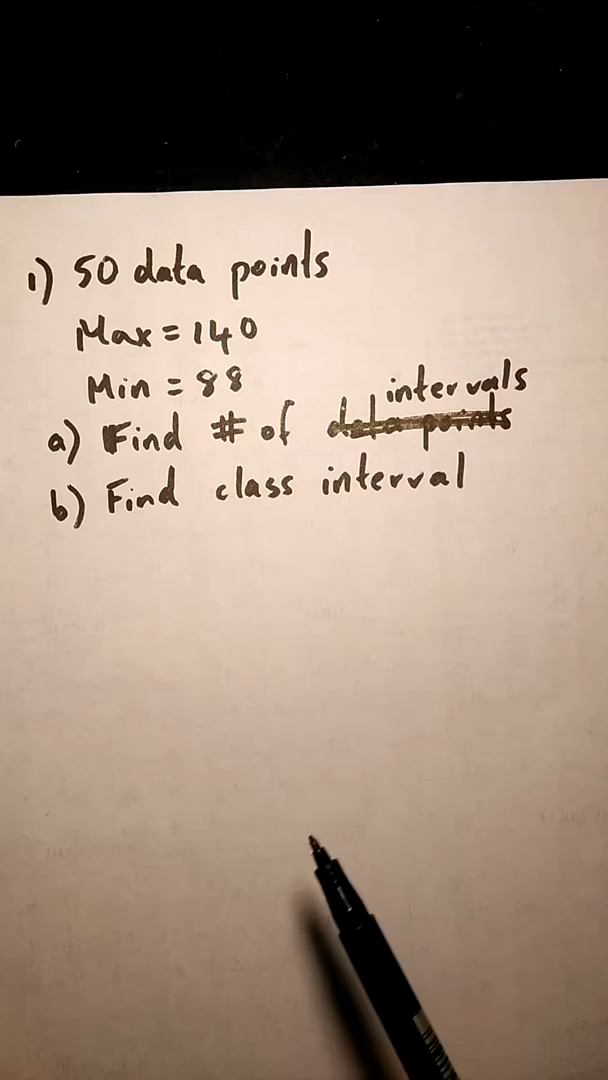 1) 50 data points
Max = 140
Min = 88
intervals
a) Find # of data points
b) Find class interval